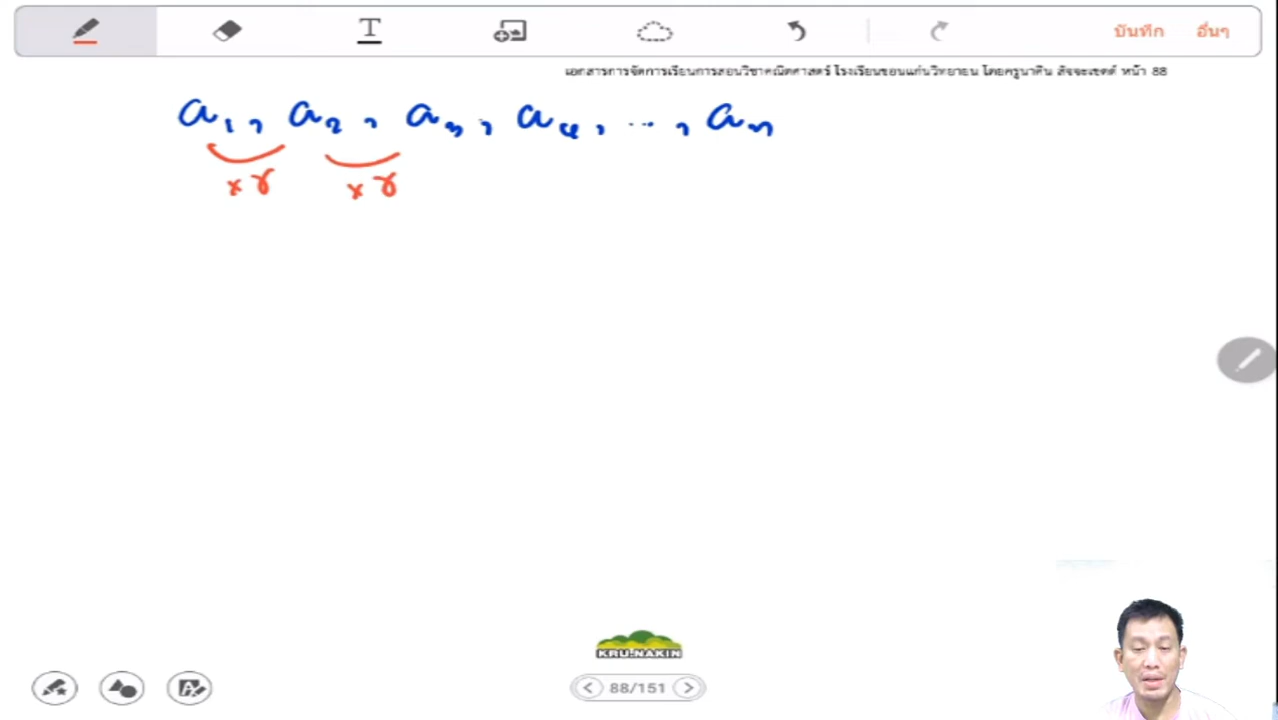 T
บันทึก อื่นๆ
เอกสารการจัดการเรียนการสอนวิชาคณิตศาสตร์ โรงเรียนขอนแก่นวิทยายน โดยครูนาคิน สัจจะเขตต์ หน้า 88
a₁, a₂, a₃, a₄, ..., aₙ
×r ×r
KRU.NAKIN
88/151